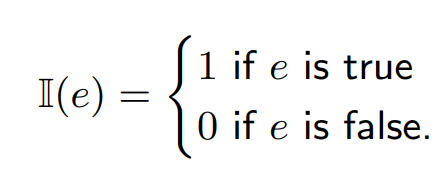 𝕀(e) = { 1 if e is true
0 if e is false.